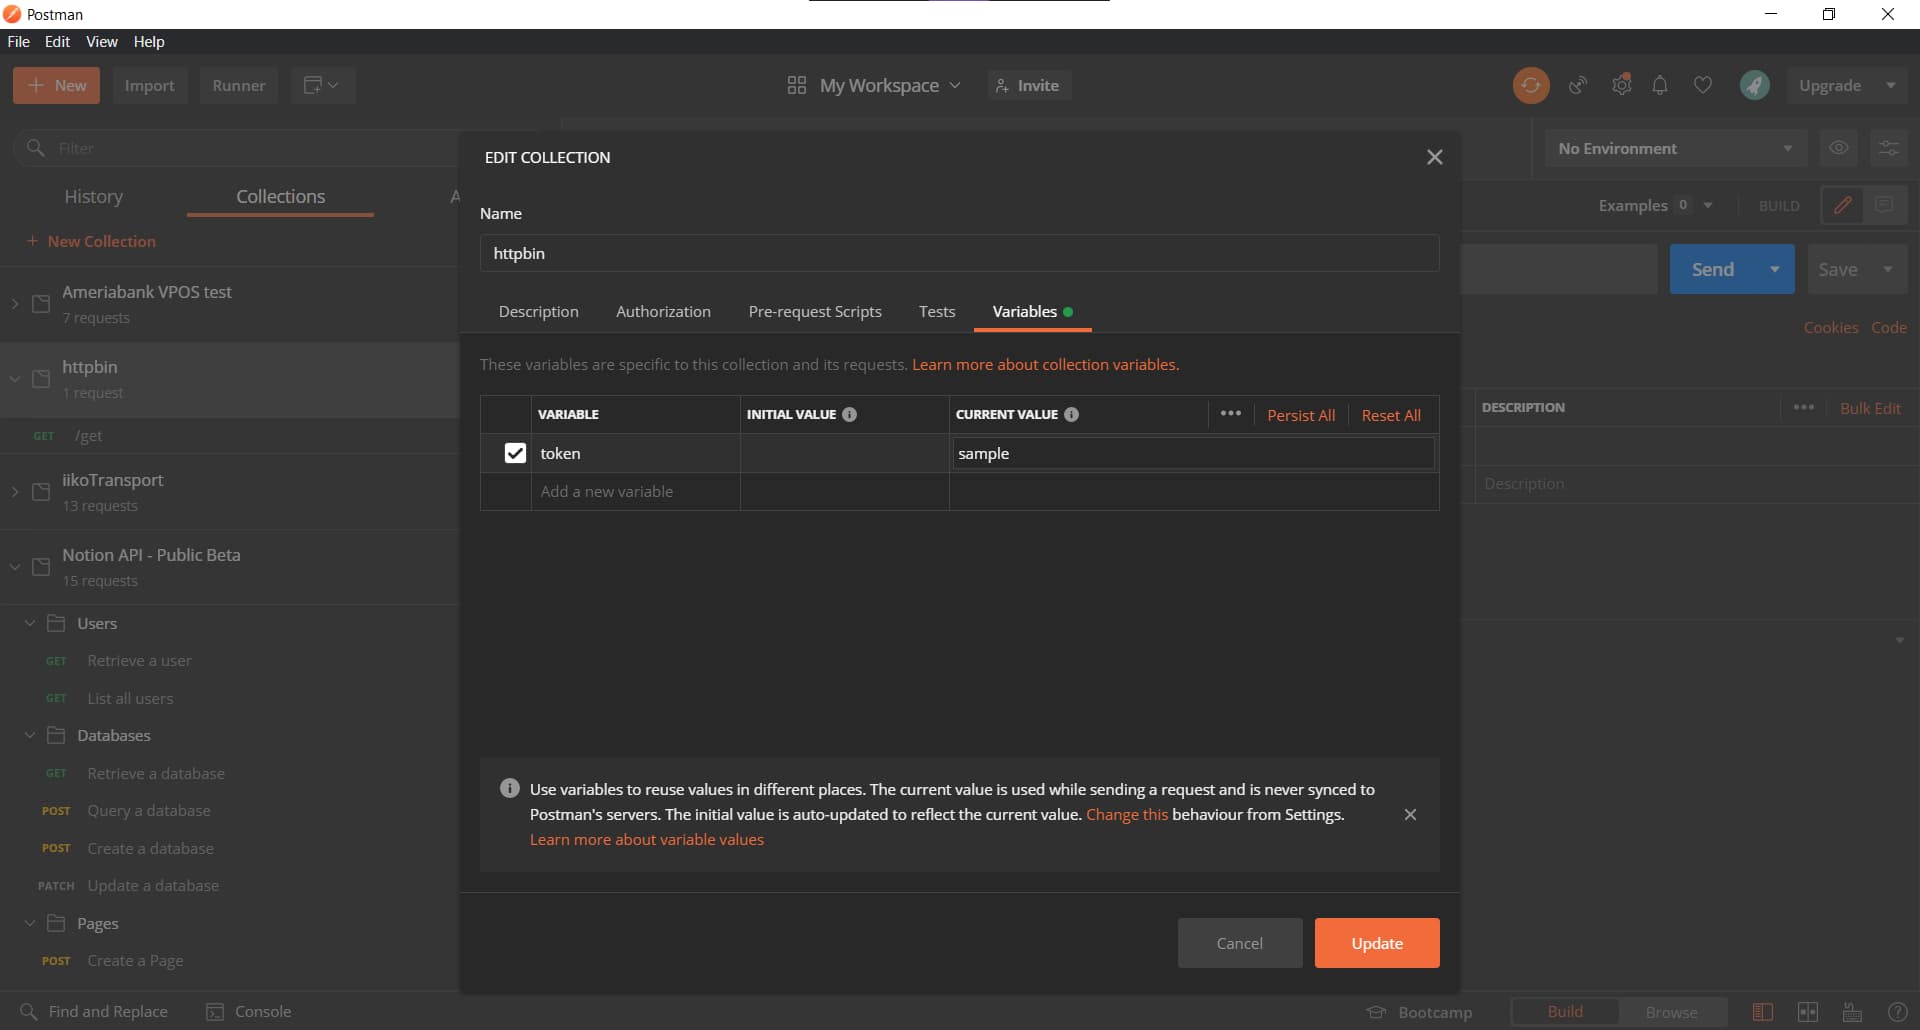 Postman
File Edit View Help
New Import Runner
My Workspace Invite
Upgrade
Filter
No Environment
History Collections A
Examples 0 BUILD
+ New Collection
Send Save
Cookies Code
Ameriabank VPOS test
7 requests
httpbin
1 request
GET /get
iikoTransport
13 requests
Notion API - Public Beta
15 requests
Users
GET Retrieve a user
GET List all users
Databases
GET Retrieve a database
POST Query a database
POST Create a database
PATCH Update a database
Pages
POST Create a Page
EDIT COLLECTION
Name
httpbin
Description Authorization Pre-request Scripts Tests Variables
These variables are specific to this collection and its requests. Learn more about collection variables.
VARIABLE INITIAL VALUE CURRENT VALUE Persist All Reset All
token sample
Add a new variable
Use variables to reuse values in different places. The current value is used while sending a request and is never synced to
Postman's servers. The initial value is auto-updated to reflect the current value. Change this behaviour from Settings.
Learn more about variable values
Cancel Update
DESCRIPTION Bulk Edit
Description
Find and Replace Console
Bootcamp Build Browse